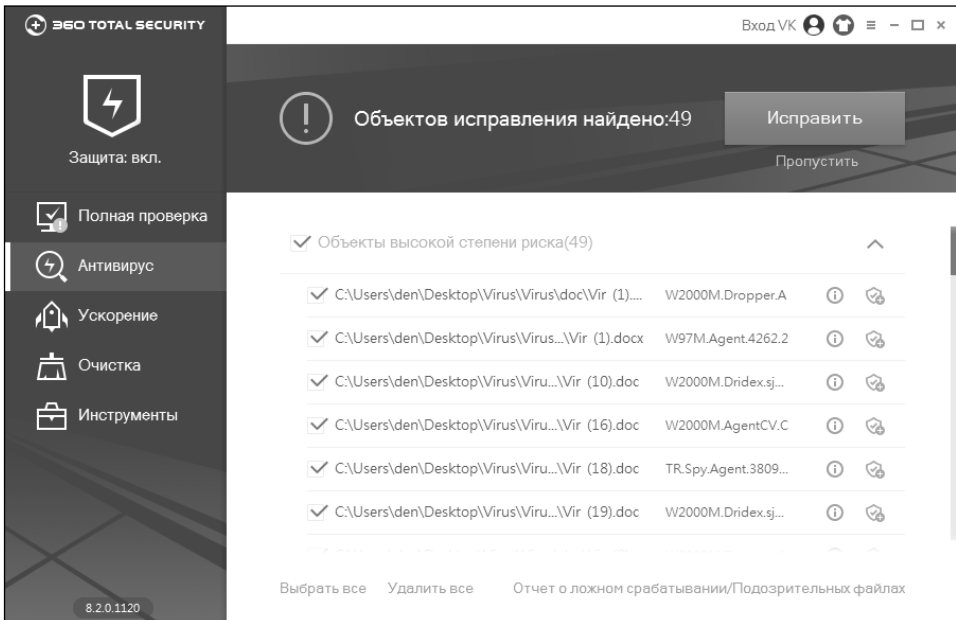 360 TOTAL SECURITY
Вход VK
Защита: вкл.
Объектов исправления найдено:49
Исправить
Пропустить
Полная проверка
Антивирус
Ускорение
Очистка
Инструменты
8.2.0.1120
Объекты высокой степени риска(49)
C:\Users\den\Desktop\Virus\Virus\doc\Vir (1).... W2000M.Dropper.A
C:\Users\den\Desktop\Virus\Virus...\Vir (1).docx W97M.Agent.4262.2
C:\Users\den\Desktop\Virus\Viru...\Vir (10).doc W2000M.Dridex.sj...
C:\Users\den\Desktop\Virus\Viru...\Vir (16).doc W2000M.AgentCV.C
C:\Users\den\Desktop\Virus\Viru...\Vir (18).doc TR.Spy.Agent.3809...
C:\Users\den\Desktop\Virus\Viru...\Vir (19).doc W2000M.Dridex.sj...
Выбрать все Удалить все Отчет о ложном срабатывании/Подозрительных файлах